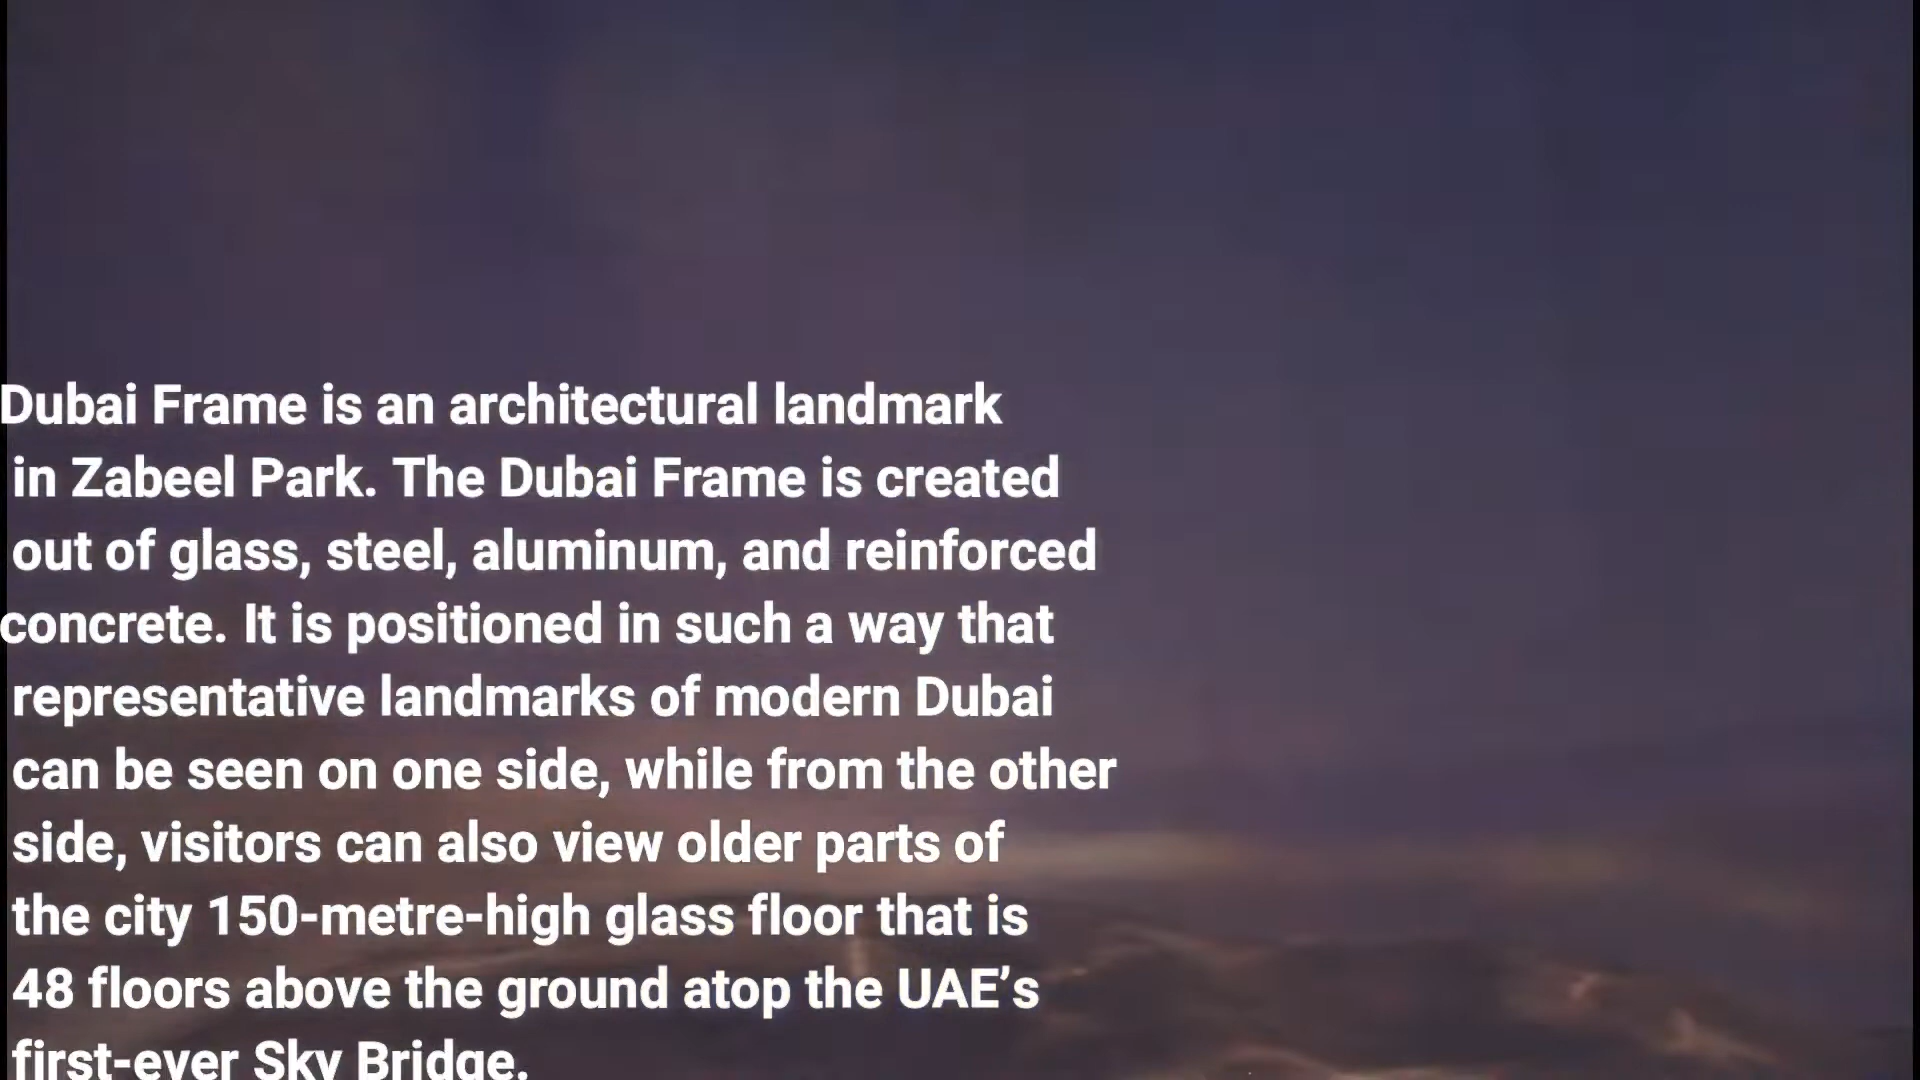 Dubai Frame is an architectural landmark
in Zabeel Park. The Dubai Frame is created
out of glass, steel, aluminum, and reinforced
concrete. It is positioned in such a way that
representative landmarks of modern Dubai
can be seen on one side, while from the other
side, visitors can also view older parts of
the city 150-metre-high glass floor that is
48 floors above the ground atop the UAE’s
first-ever Sky Bridge.